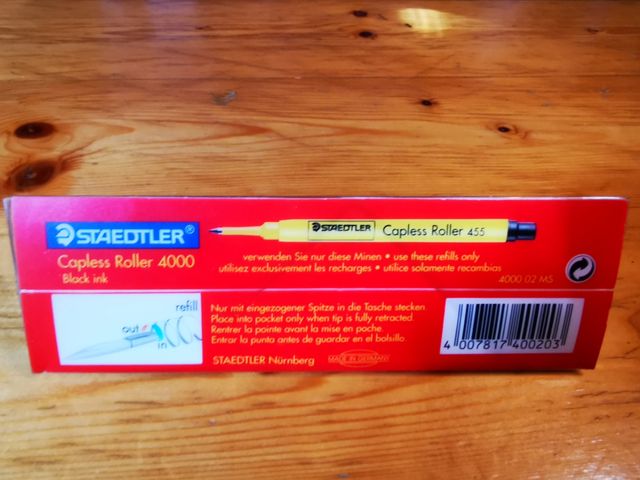 STAEDTLER®
Capless Roller 4000
Black ink
STAEDTLER Capless Roller 455
verwenden Sie nur diese Minen • use these refills only
utilisez exclusivement les recharges • utilice solamente recambios
4000 02 MS
refill
out
in
Nur mit eingezogener Spitze in die Tasche stecken.
Place into pocket only when tip is fully retracted.
Rentrer la pointe avant la mise en poche.
Entrar la punta antes de guardar en el bolsillo.
STAEDTLER Nürnberg
MADE IN GERMANY
4 007817 400203